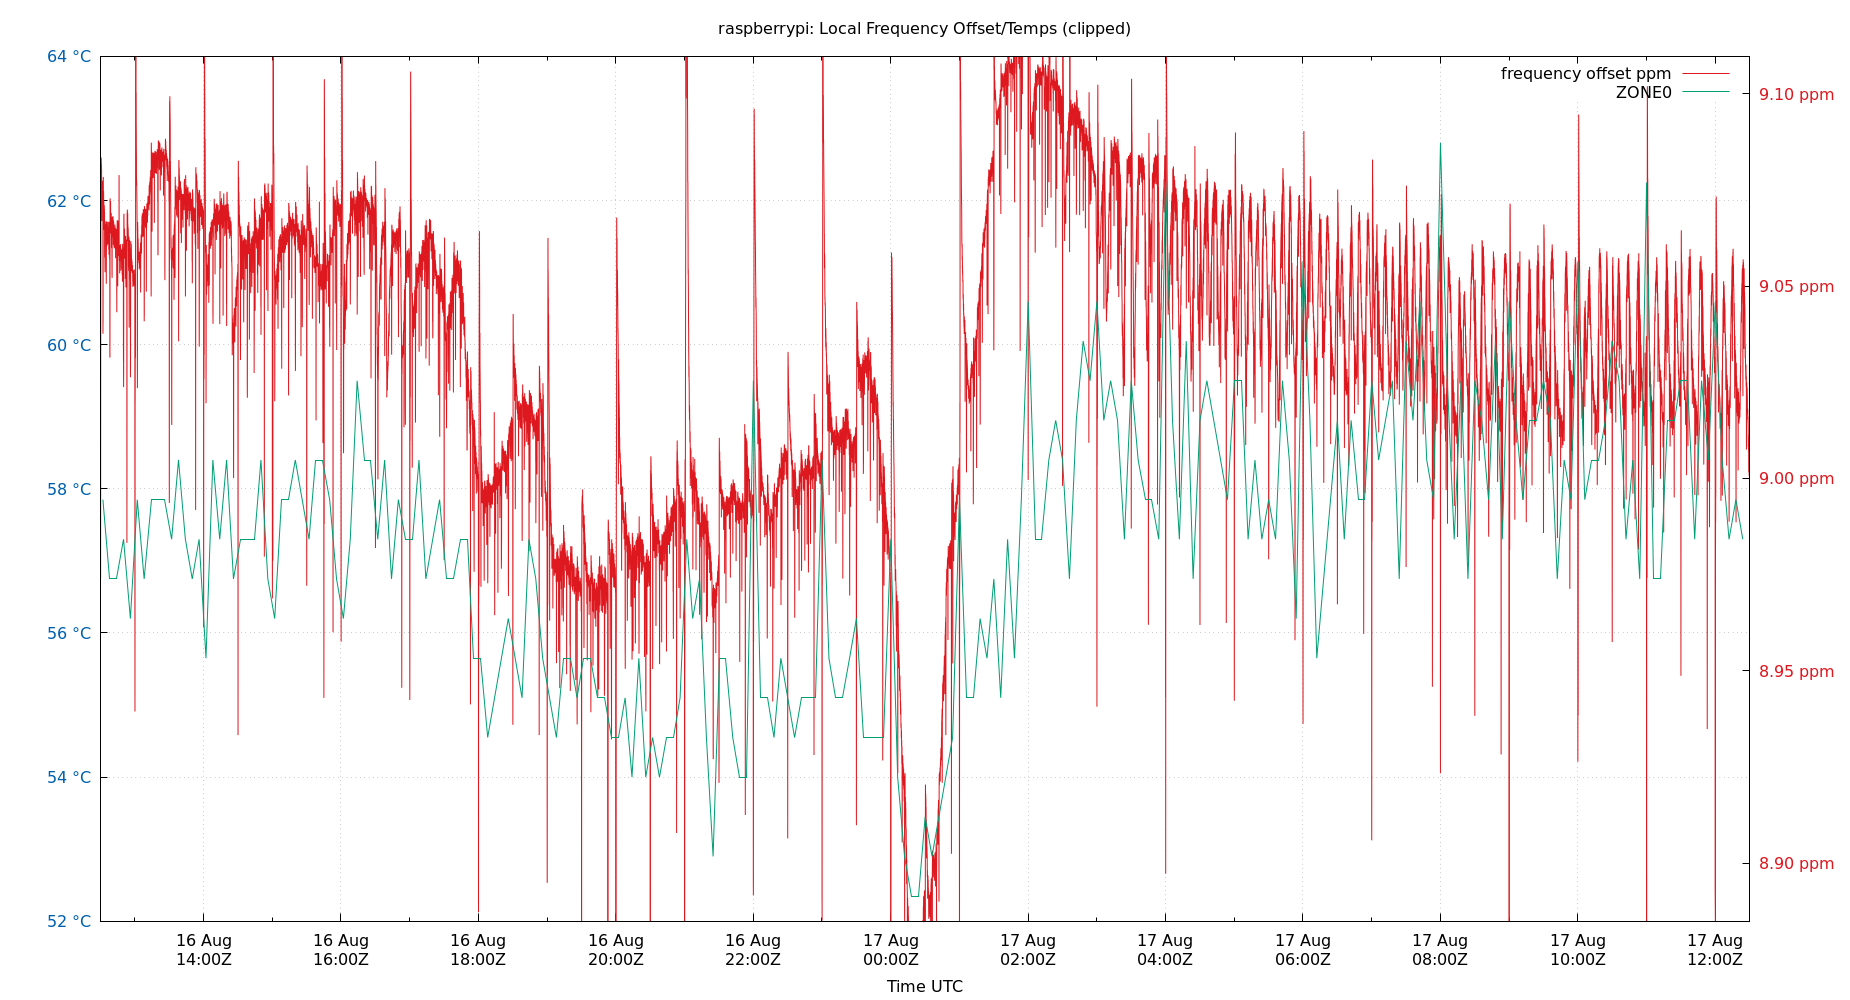 raspberrypi: Local Frequency Offset/Temps (clipped)
64 °C
62 °C
60 °C
58 °C
56 °C
54 °C
52 °C
frequency offset ppm
ZONE0
9.10 ppm
9.05 ppm
9.00 ppm
8.95 ppm
8.90 ppm
16 Aug 16 Aug 16 Aug 16 Aug 16 Aug 17 Aug 17 Aug 17 Aug 17 Aug 17 Aug 17 Aug 17 Aug
14:00Z 16:00Z 18:00Z 20:00Z 22:00Z 00:00Z 02:00Z 04:00Z 06:00Z 08:00Z 10:00Z 12:00Z
Time UTC